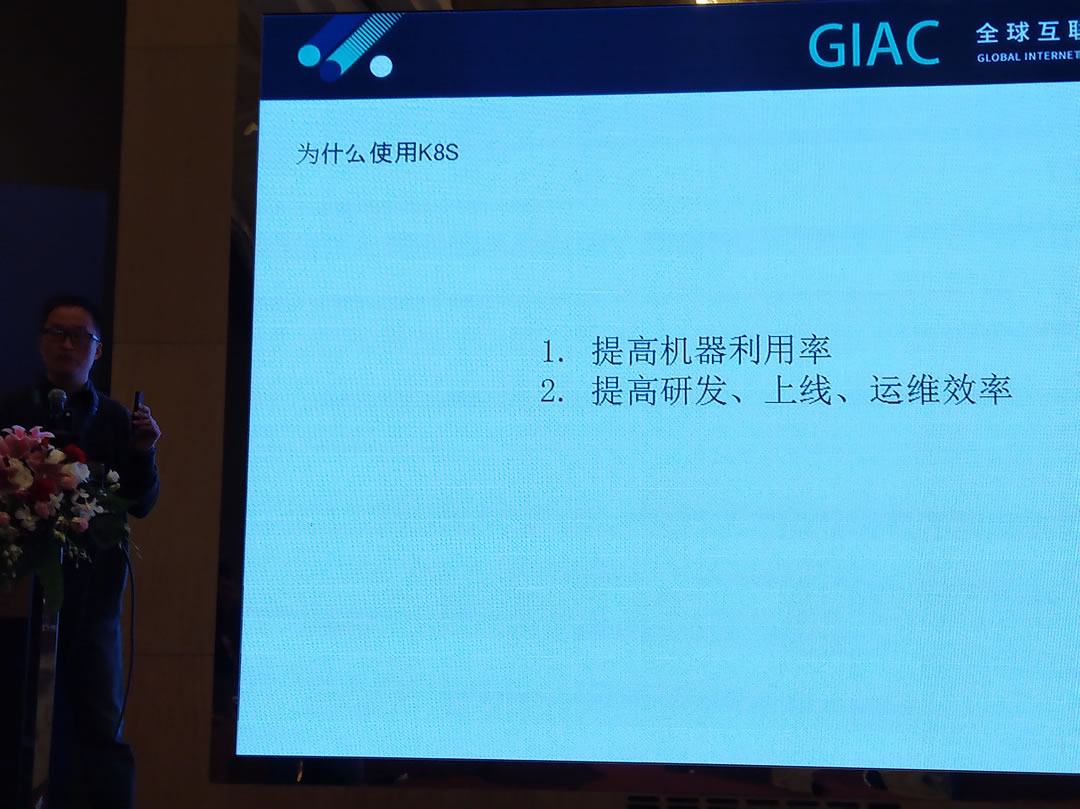 GIAC
全球互联
GLOBAL INTERNET
为什么使用K8S
1. 提高机器利用率
2. 提高研发、上线、运维效率